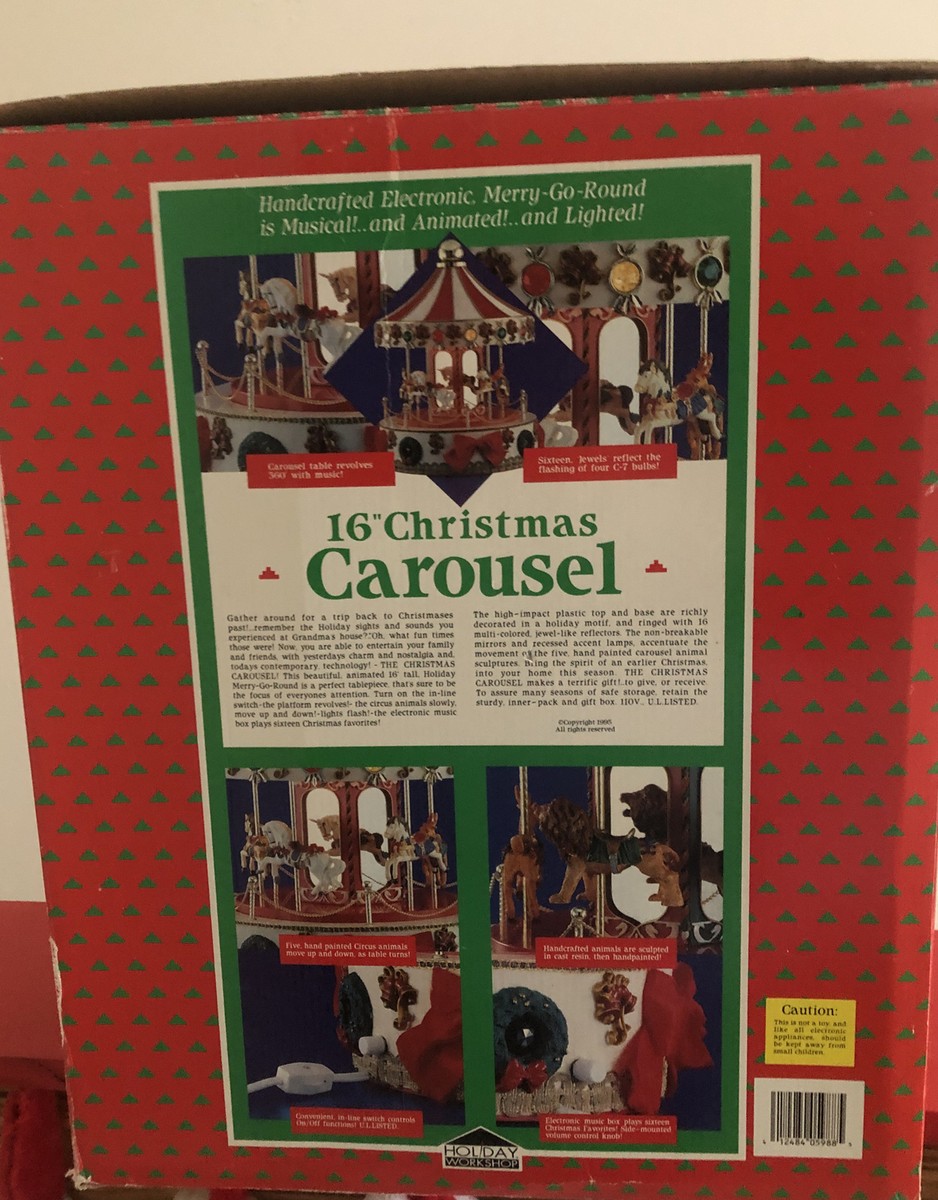 Handcrafted Electronic, Merry-Go-Round
is Musical!..and Animated!..and Lighted!
Carousel table revolves
360° with music!
Sixteen, 'Jewels' reflect the
flashing of four C-7 bulbs!
16" Christmas
Carousel
Gather around for a trip back to Christmases
past!..remember the Holiday sights and sounds you
experienced at Grandma's house?"Oh, what fun times
those were! Now, you are able to entertain your family
and friends, with yesterdays charm and nostalgia and,
todays contemporary, technology! - THE CHRISTMAS
CAROUSEL! This beautiful, animated 16" tall, Holiday
Merry-Go-Round is a perfect tablepiece, that's sure to be
the focus of everyones attention. Turn on the in-line
switch-the platform revolves!- the circus animals slowly,
move up and down!-lights flash!-the electronic music
box plays sixteen Christmas favorites!
The high-impact plastic top and base are richly
decorated in a holiday motif, and ringed with 16
multi-colored, jewel-like reflectors. The non-breakable
mirrors and recessed accent lamps, accentuate the
movement of the five, hand painted carousel animal
sculptures. Bring the spirit of an earlier Christmas,
into your home this season. THE CHRISTMAS
CAROUSEL makes a terrific gift!..to give, or receive.
To assure many seasons of safe storage, retain the
sturdy, inner-pack and gift box. 110V., U.L.LISTED.
©Copyright 1995
All rights reserved
Five, hand painted Circus animals
move up and down, as table turns!
Handcrafted animals are sculpted
in cast resin, then handpainted!
Convenient, in-line switch controls
On/Off functions! U.L.LISTED.
Electronic music box plays sixteen
Christmas Favorites! Side-mounted
volume control knob!
HOLIDAY
WORKSHOP
Caution:
This is not a toy and
like all electronic
appliances, should
be kept away from
small children.
4 12484 05988 5